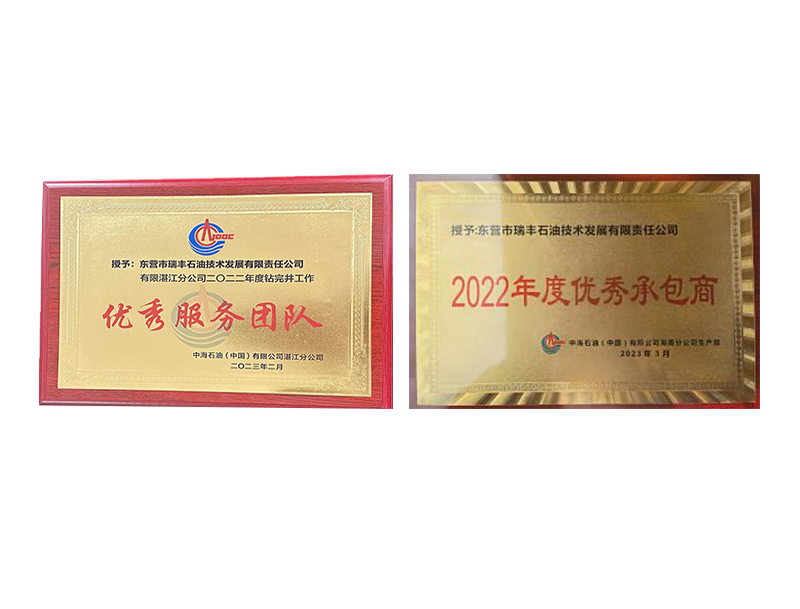 CNOOC
授予：东营市瑞丰石油技术发展有限责任公司
有限湛江分公司二〇二二年度钻完井工作
优秀服务团队
中海石油（中国）有限公司湛江分公司
二〇二三年二月
授予:东营市瑞丰石油技术发展有限责任公司
2022年度优秀承包商
中海石油（中国）有限公司海南分公司生产部
2023年3月